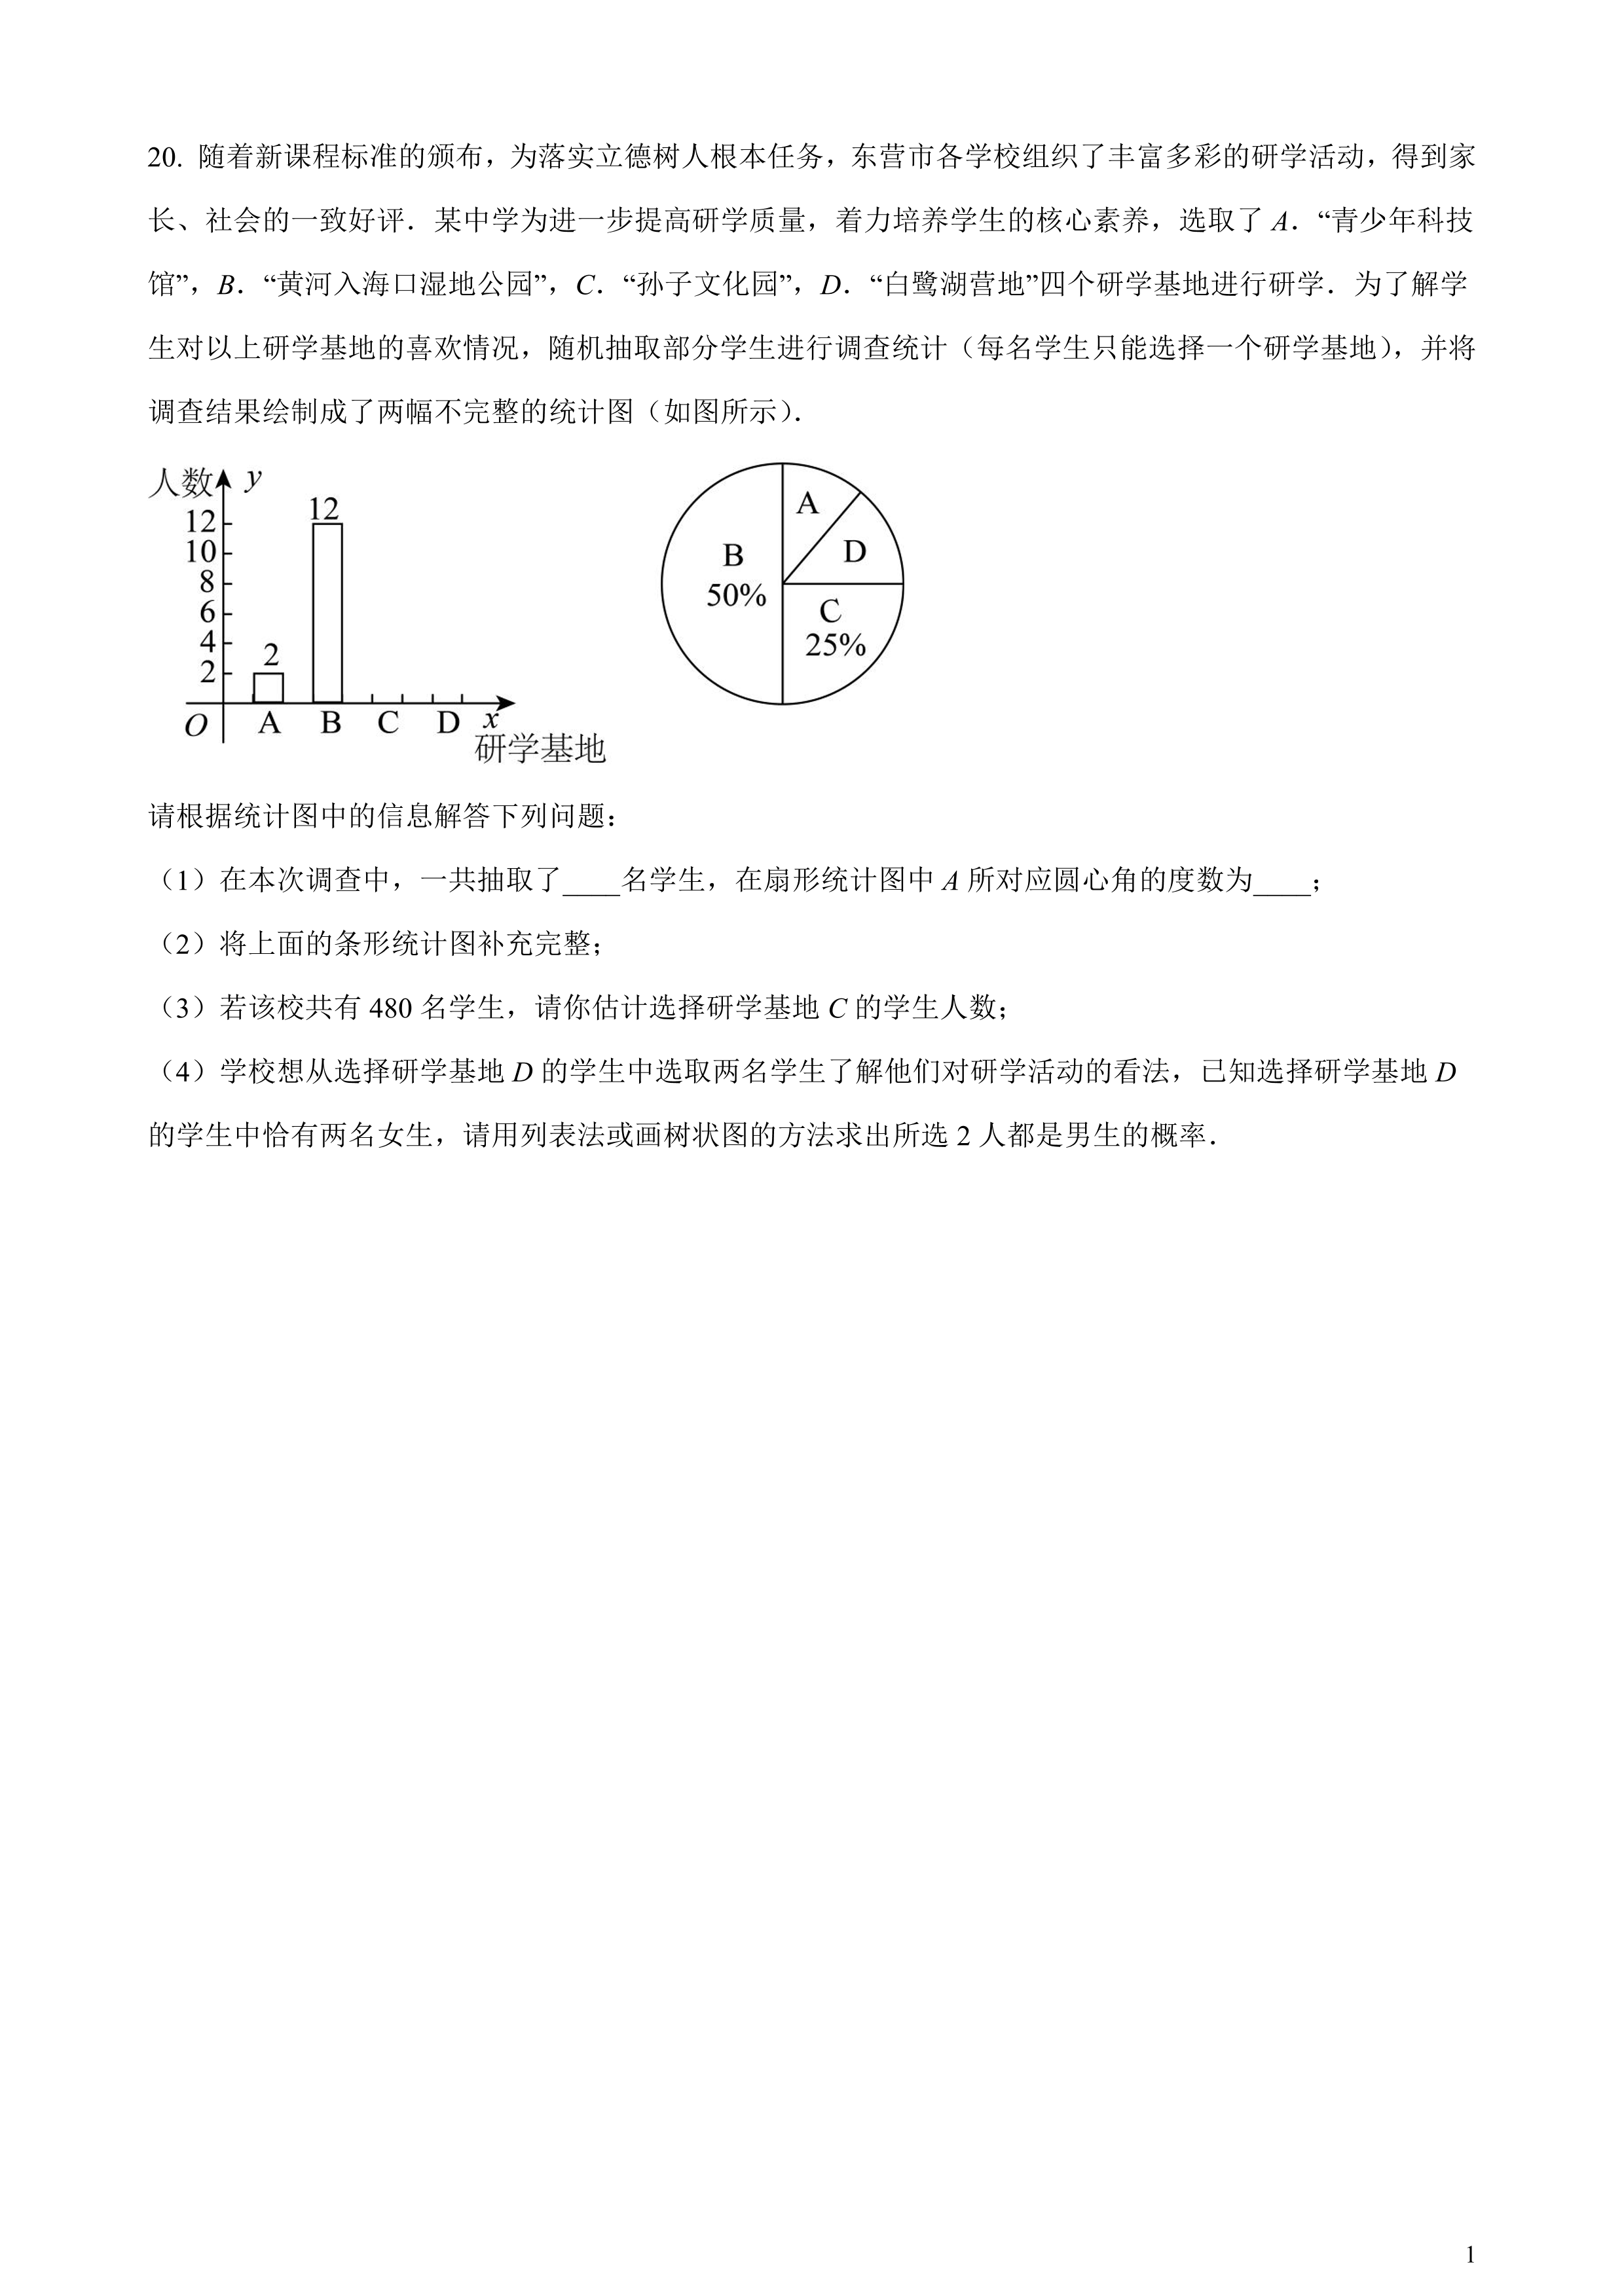 20. 随着新课程标准的颁布，为落实立德树人根本任务，东营市各学校组织了丰富多彩的研学活动，得到家
长、社会的一致好评．某中学为进一步提高研学质量，着力培养学生的核心素养，选取了 A．“青少年科技
馆”，B．“黄河入海口湿地公园”，C．“孙子文化园”，D．“白鹭湖营地”四个研学基地进行研学．为了解学
生对以上研学基地的喜欢情况，随机抽取部分学生进行调查统计（每名学生只能选择一个研学基地），并将
调查结果绘制成了两幅不完整的统计图（如图所示）．
人数 y
12
10
8
6
4
2
12
2
O A B C D x
研学基地
A
D
B
50%
C
25%
请根据统计图中的信息解答下列问题：
（1）在本次调查中，一共抽取了____名学生，在扇形统计图中 A 所对应圆心角的度数为____；
（2）将上面的条形统计图补充完整；
（3）若该校共有 480 名学生，请你估计选择研学基地 C 的学生人数；
（4）学校想从选择研学基地 D 的学生中选取两名学生了解他们对研学活动的看法，已知选择研学基地 D
的学生中恰有两名女生，请用列表法或画树状图的方法求出所选 2 人都是男生的概率．
1